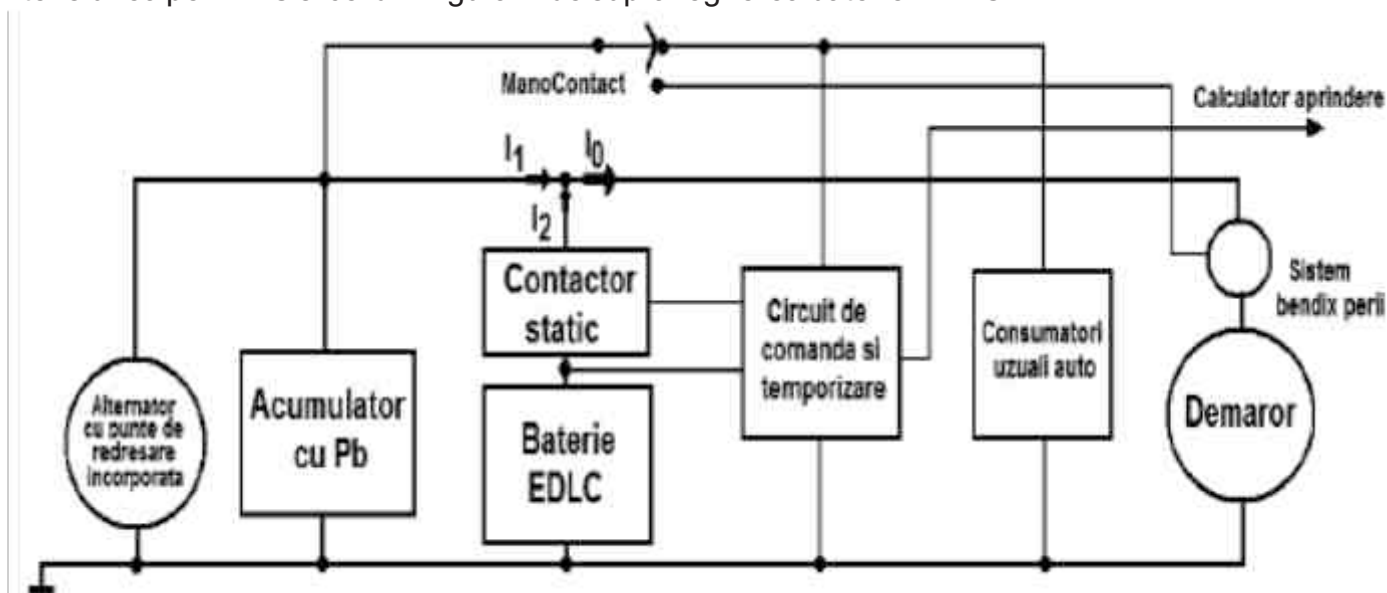 ManoContact
Calculator aprindere
I1
I0
I2
Contactor
static
Circuit de
comanda si
temporizare
Consumatori
uzuali auto
Sistem
bendix perii
Alternator
cu punte de
redresare
incorporata
Acumulator
cu Pb
Baterie
EDLC
Demaror